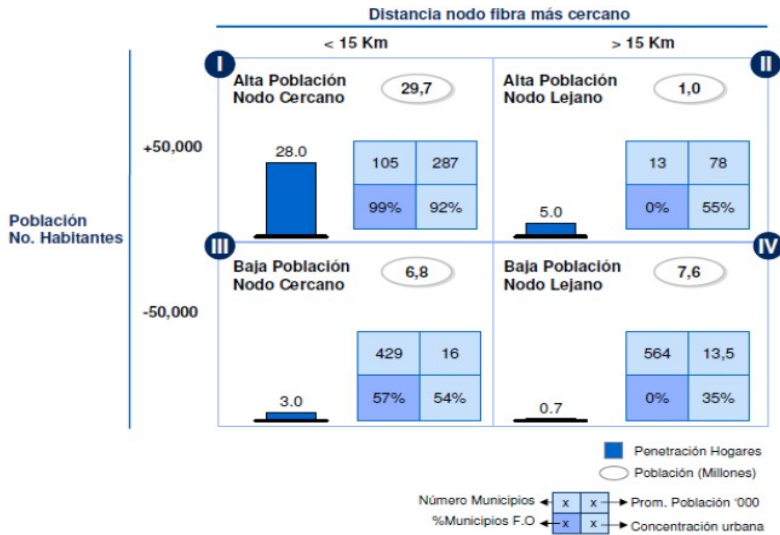 Distancia nodo fibra más cercano
< 15 Km
> 15 Km
I
II
Alta Población
Nodo Cercano
29,7
Alta Población
Nodo Lejano
1,0
+50,000
28.0
105 287
99% 92%
5.0
13 78
0% 55%
Población
No. Habitantes
III
IV
Baja Población
Nodo Cercano
6,8
Baja Población
Nodo Lejano
7,6
-50,000
3.0
429 16
57% 54%
0.7
564 13,5
0% 35%
Penetración Hogares
Población (Millones)
Número Municipios x x Prom. Población '000
%Municipios F.O x x Concentración urbana